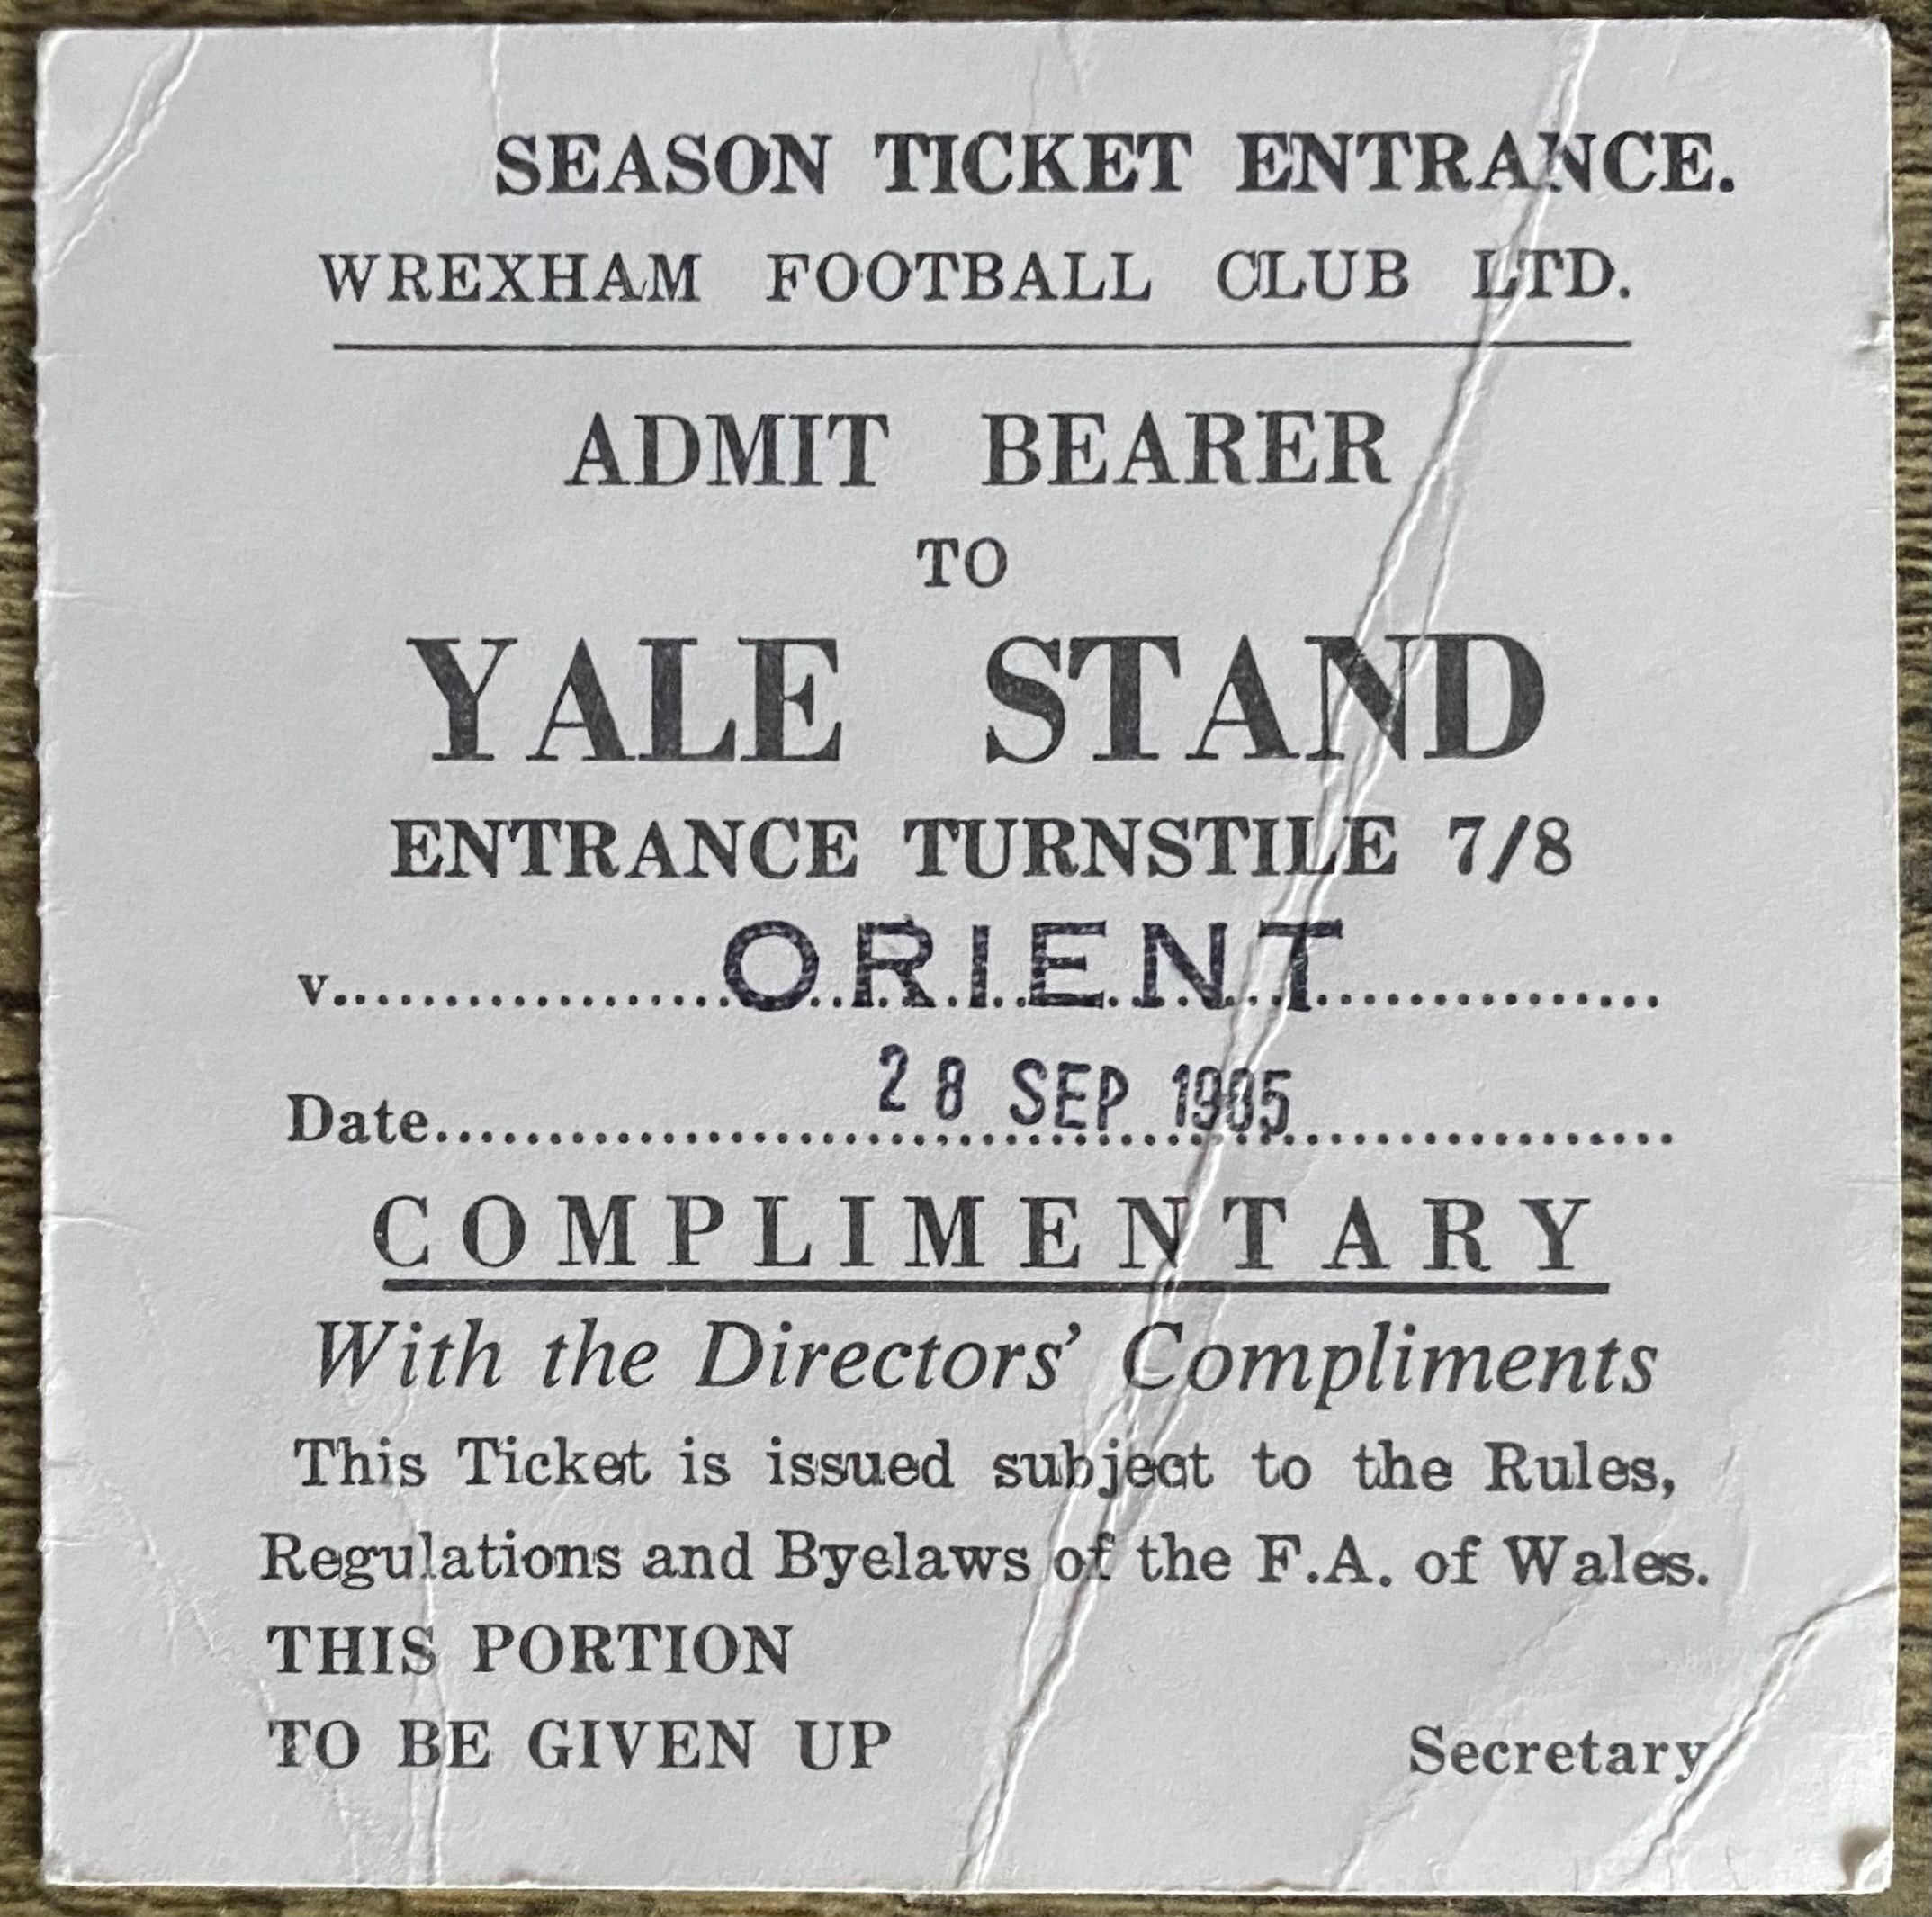 SEASON TICKET ENTRANCE.
WREXHAM FOOTBALL CLUB LTD.
ADMIT BEARER
TO
YALE STAND
ENTRANCE TURNSTILE 7/8
v. ORIENT
Date 28 SEP 1985
COMPLIMENTARY
With the Directors' Compliments
This Ticket is issued subject to the Rules,
Regulations and Byelaws of the F.A. of Wales.
THIS PORTION
TO BE GIVEN UP
Secretary